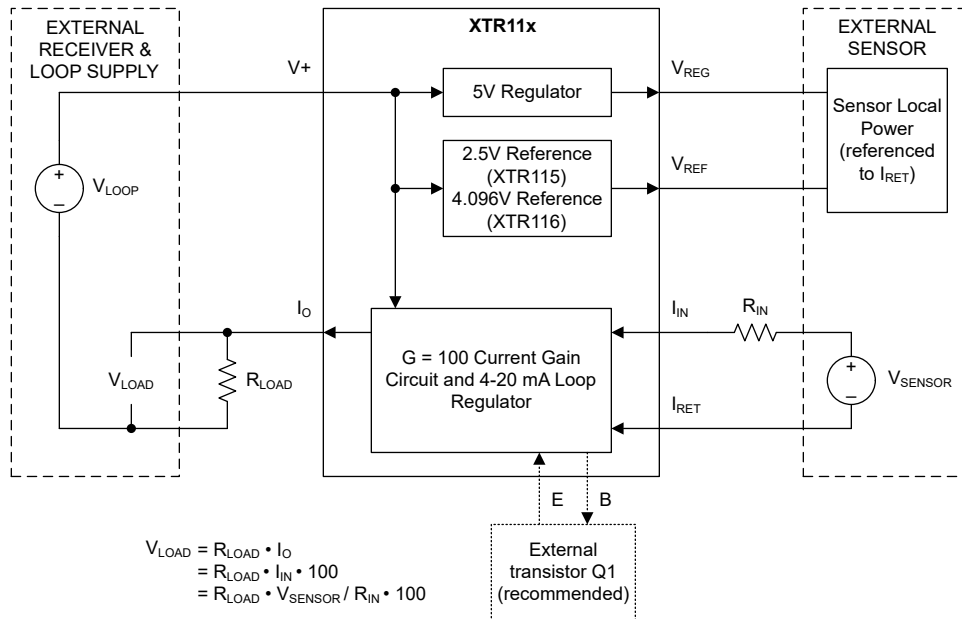 EXTERNAL
RECEIVER &
LOOP SUPPLY
XTR11x
EXTERNAL
SENSOR
V+
5V Regulator
VREG
Sensor Local
Power
(referenced
to IRET)
2.5V Reference
(XTR115)
4.096V Reference
(XTR116)
VREF
+
VLOOP
–
IO
IIN
RIN
G = 100 Current Gain
Circuit and 4-20 mA Loop
Regulator
VLOAD
RLOAD
+
VSENSOR
–
IRET
E
B
External
transistor Q1
(recommended)
VLOAD = RLOAD • IO
= RLOAD • IIN • 100
= RLOAD • VSENSOR / RIN • 100